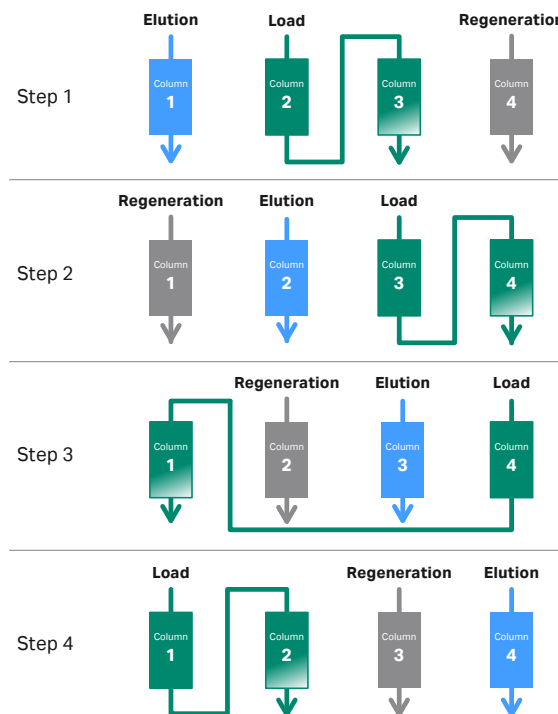 Elution Load Regeneration
Step 1
Column 1
Column 2
Column 3
Column 4
Regeneration Elution Load
Step 2
Column 1
Column 2
Column 3
Column 4
Regeneration Elution Load
Step 3
Column 1
Column 2
Column 3
Column 4
Load Regeneration Elution
Step 4
Column 1
Column 2
Column 3
Column 4